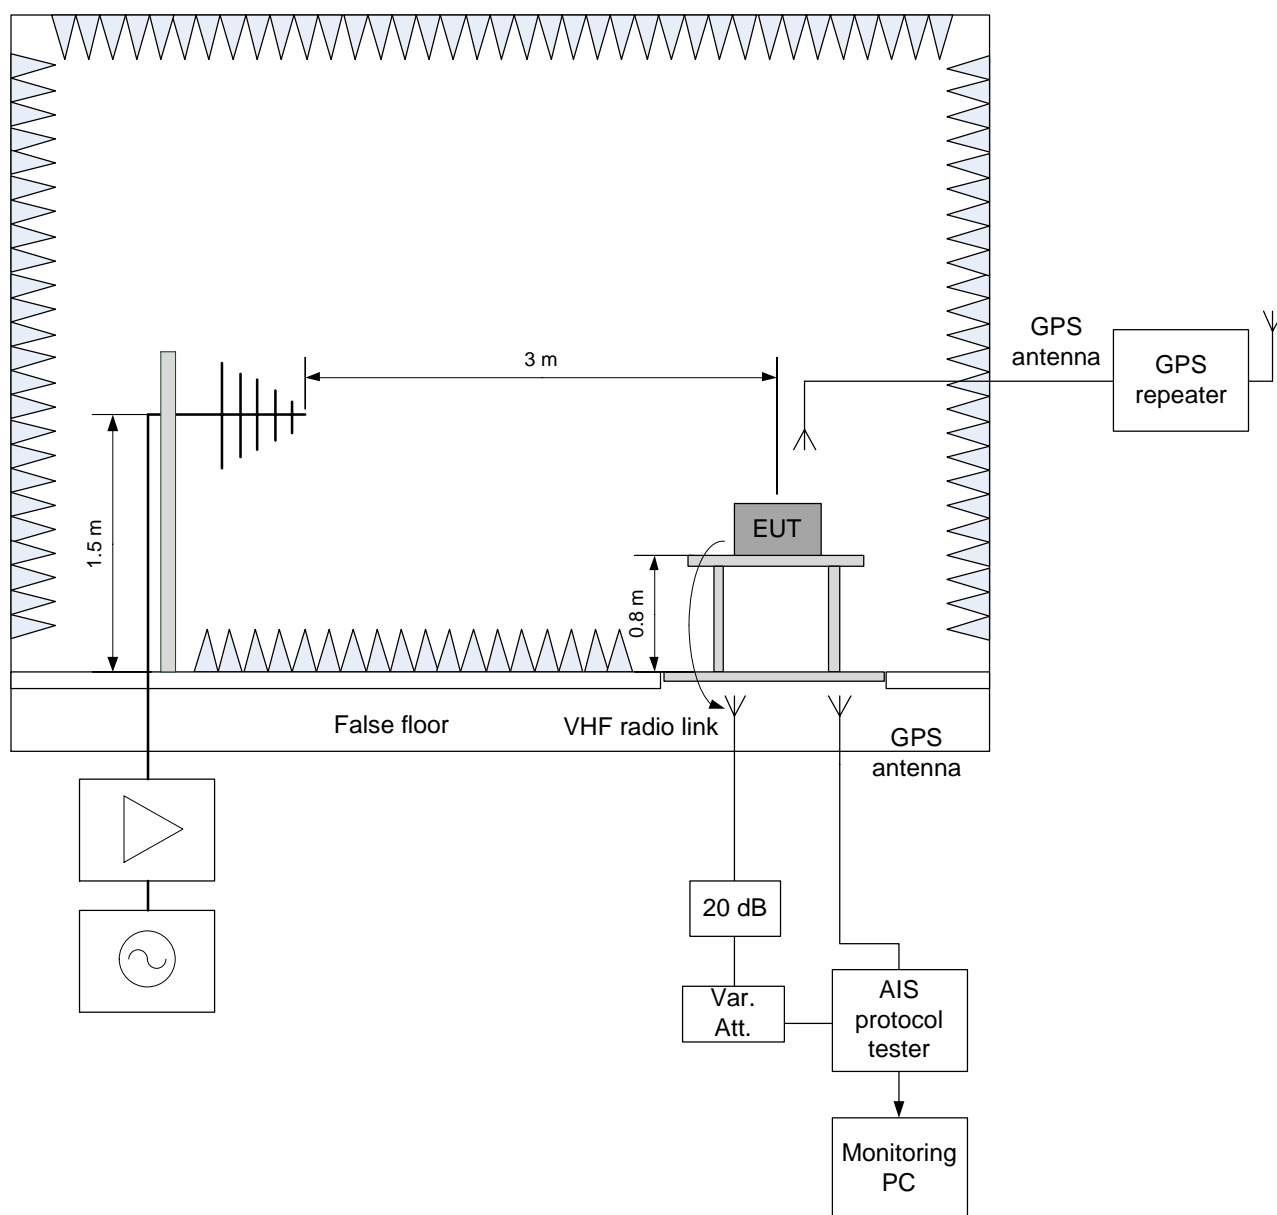 GPS
antenna
GPS
repeater
3 m
1.5 m
EUT
0.8 m
False floor
VHF radio link
GPS
antenna
20 dB
Var.
Att.
AIS
protocol
tester
Monitoring
PC